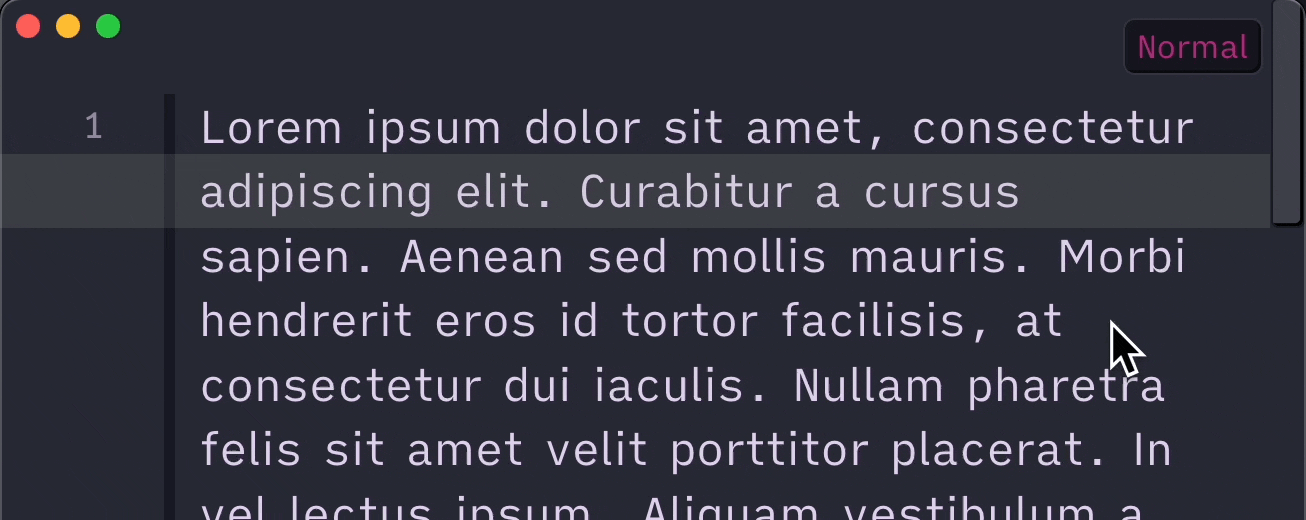 Normal
1
Lorem ipsum dolor sit amet, consectetur
adipiscing elit. Curabitur a cursus
sapien. Aenean sed mollis mauris. Morbi
hendrerit eros id tortor facilisis, at
consectetur dui iaculis. Nullam pharetra
felis sit amet velit porttitor placerat. In
vel lectus ipsum. Aliquam vestibulum a